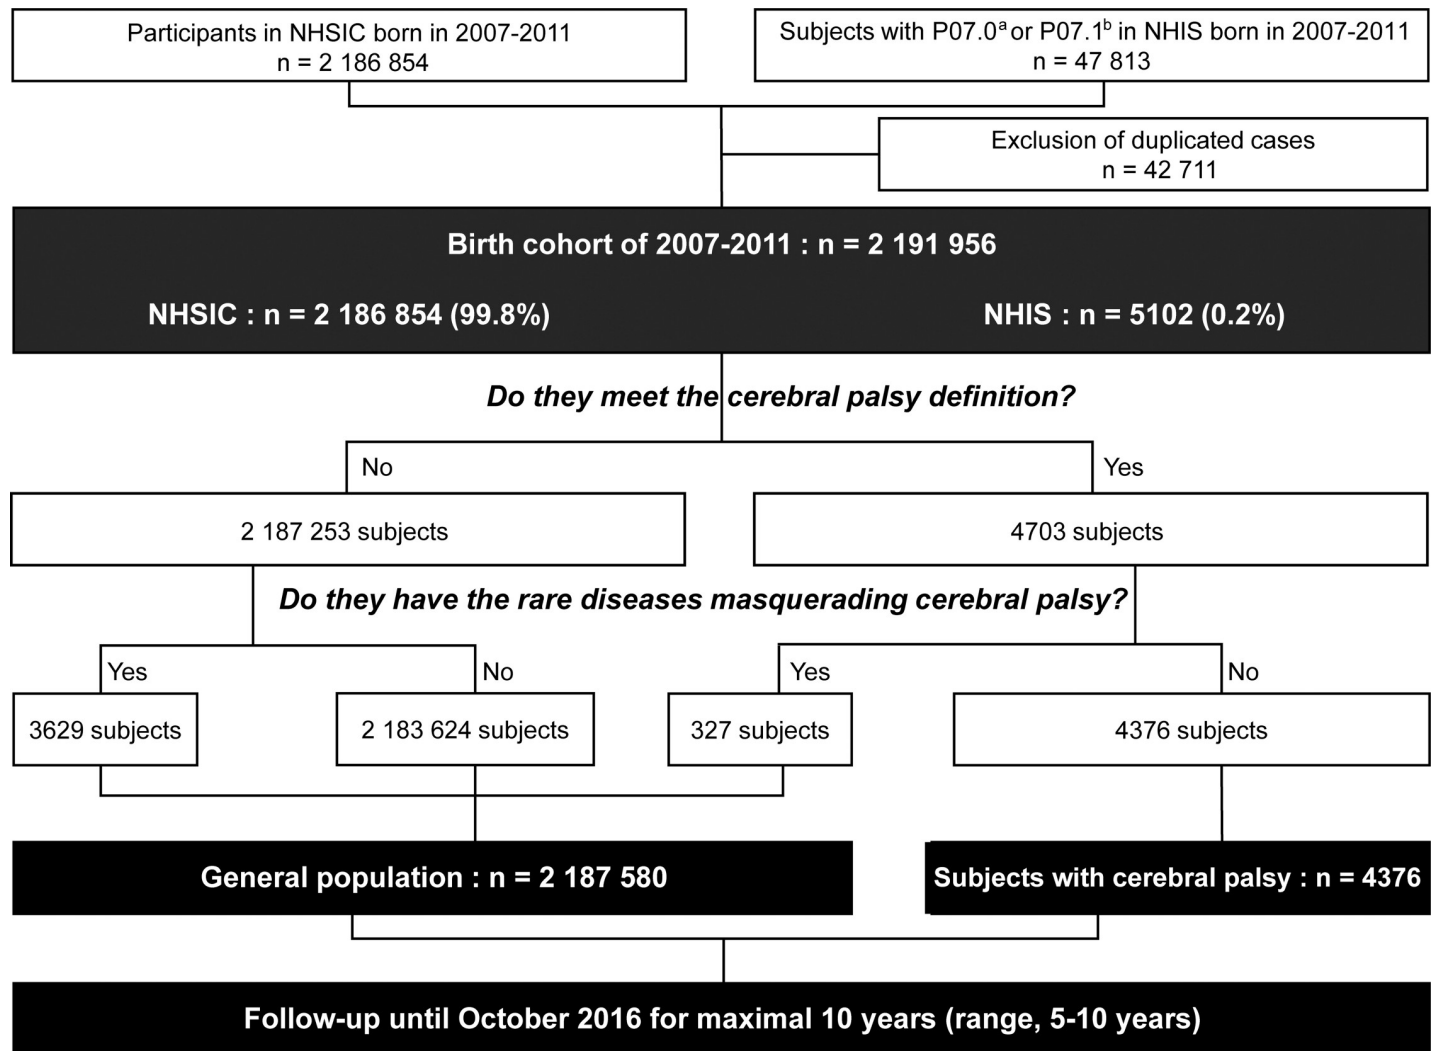 Participants in NHSIC born in 2007-2011
n = 2 186 854
Subjects with P07.0ᵃ or P07.1ᵇ in NHIS born in 2007-2011
n = 47 813
Exclusion of duplicated cases
n = 42 711
Birth cohort of 2007-2011 : n = 2 191 956
NHSIC : n = 2 186 854 (99.8%)
NHIS : n = 5102 (0.2%)
Do they meet the cerebral palsy definition?
No
Yes
2 187 253 subjects
4703 subjects
Do they have the rare diseases masquerading cerebral palsy?
Yes
No
Yes
No
3629 subjects
2 183 624 subjects
327 subjects
4376 subjects
General population : n = 2 187 580
Subjects with cerebral palsy : n = 4376
Follow-up until October 2016 for maximal 10 years (range, 5-10 years)